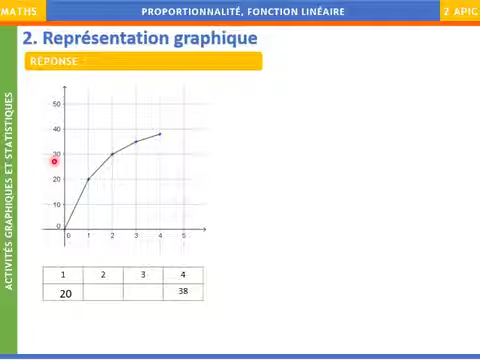 MATHS
PROPORTIONNALITÉ, FONCTION LINÉAIRE
2 APIC
2. Représentation graphique
RÉPONSE :
ACTIVITÉS GRAPHIQUES ET STATISTIQUES
50
40
30
20
10
0
0 1 2 3 4 5
1 2 3 4
20 38